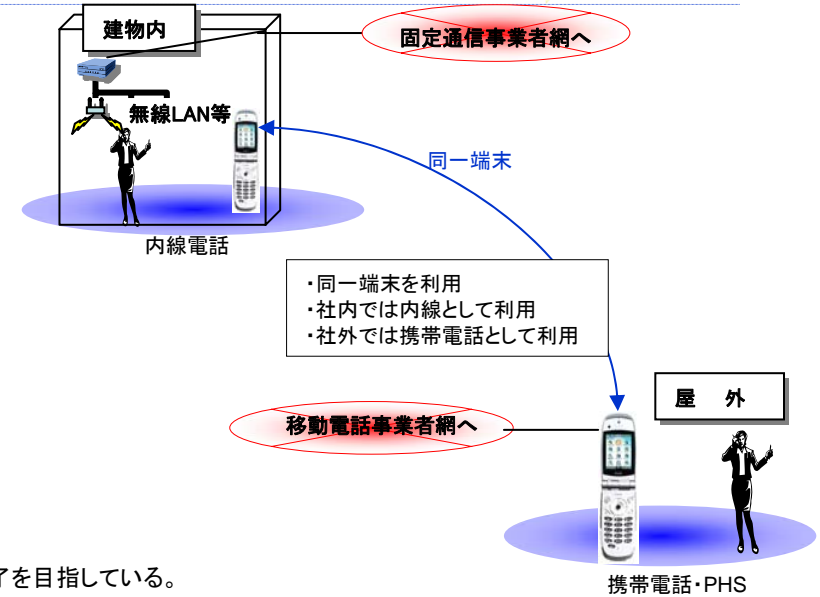 建物内
固定通信事業者網へ
無線LAN等
同一端末
内線電話
・同一端末を利用
・社内では内線として利用
・社外では携帯電話として利用
屋 外
移動電話事業者網へ
了を目指している。
携帯電話・PHS